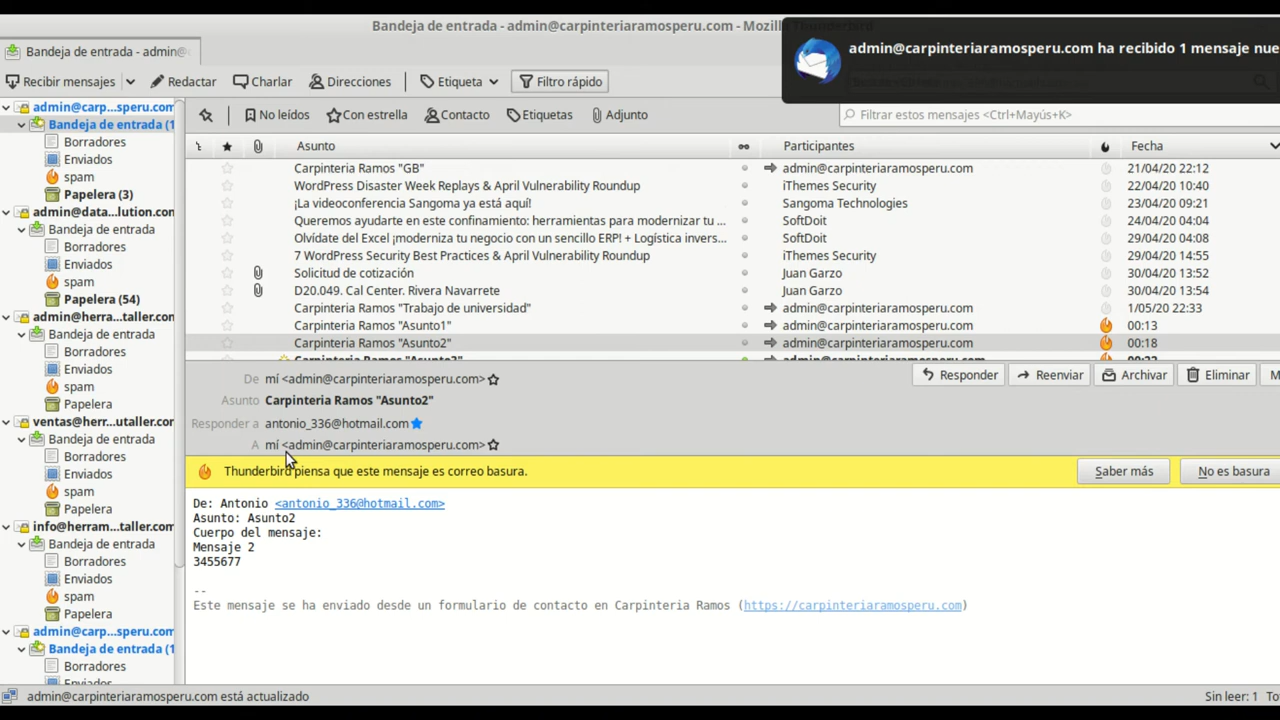 Bandeja de entrada - admin@carpinteriaramosperu.com - Mozilla Thunderbird
Bandeja de entrada - admin@
admin@carpinteriaramosperu.com ha recibido 1 mensaje nue
Recibir mensajes Redactar Charlar Direcciones Etiqueta Filtro rápido
No leídos Con estrella Contacto Etiquetas Adjunto Filtrar estos mensajes <Ctrl+Mayús+K>
Asunto Participantes Fecha
Carpinteria Ramos "GB" admin@carpinteriaramosperu.com 21/04/20 22:12
WordPress Disaster Week Replays & April Vulnerability Roundup iThemes Security 22/04/20 10:40
¡La videoconferencia Sangoma ya está aquí! Sangoma Technologies 23/04/20 09:21
Queremos ayudarte en este confinamiento: herramientas para modernizar tu ... SoftDoit 24/04/20 04:04
Olvídate del Excel ¡moderniza tu negocio con un sencillo ERP! + Logística invers... SoftDoit 29/04/20 04:08
7 WordPress Security Best Practices & April Vulnerability Roundup iThemes Security 29/04/20 14:55
Solicitud de cotización Juan Garzo 30/04/20 13:52
D20.049. Cal Center. Rivera Navarrete Juan Garzo 30/04/20 13:54
Carpinteria Ramos "Trabajo de universidad" admin@carpinteriaramosperu.com 1/05/20 22:33
Carpinteria Ramos "Asunto1" admin@carpinteriaramosperu.com 00:13
Carpinteria Ramos "Asunto2" admin@carpinteriaramosperu.com 00:18
admin@carp...speru.com
Bandeja de entrada (1
Borradores
Enviados
spam
Papelera (3)
admin@data...lution.com
Bandeja de entrada
Borradores
Enviados
spam
Papelera (54)
admin@herra...taller.com
Bandeja de entrada
Borradores
Enviados
spam
Papelera
ventas@herr...utaller.com
Bandeja de entrada
Borradores
Enviados
spam
Papelera
info@herram...taller.com
Bandeja de entrada
Borradores
Enviados
spam
Papelera
admin@carp...speru.com
Bandeja de entrada (1
Borradores
De mí <admin@carpinteriaramosperu.com>
Responder Reenviar Archivar Eliminar M
Asunto Carpinteria Ramos "Asunto2"
Responder a antonio_336@hotmail.com
A mí <admin@carpinteriaramosperu.com>
Thunderbird piensa que este mensaje es correo basura. Saber más No es basura
De: Antonio <antonio_336@hotmail.com>
Asunto: Asunto2
Cuerpo del mensaje:
Mensaje 2
3455677
--
Este mensaje se ha enviado desde un formulario de contacto en Carpinteria Ramos (https://carpinteriaramosperu.com)
admin@carpinteriaramosperu.com está actualizado Sin leer: 1 To